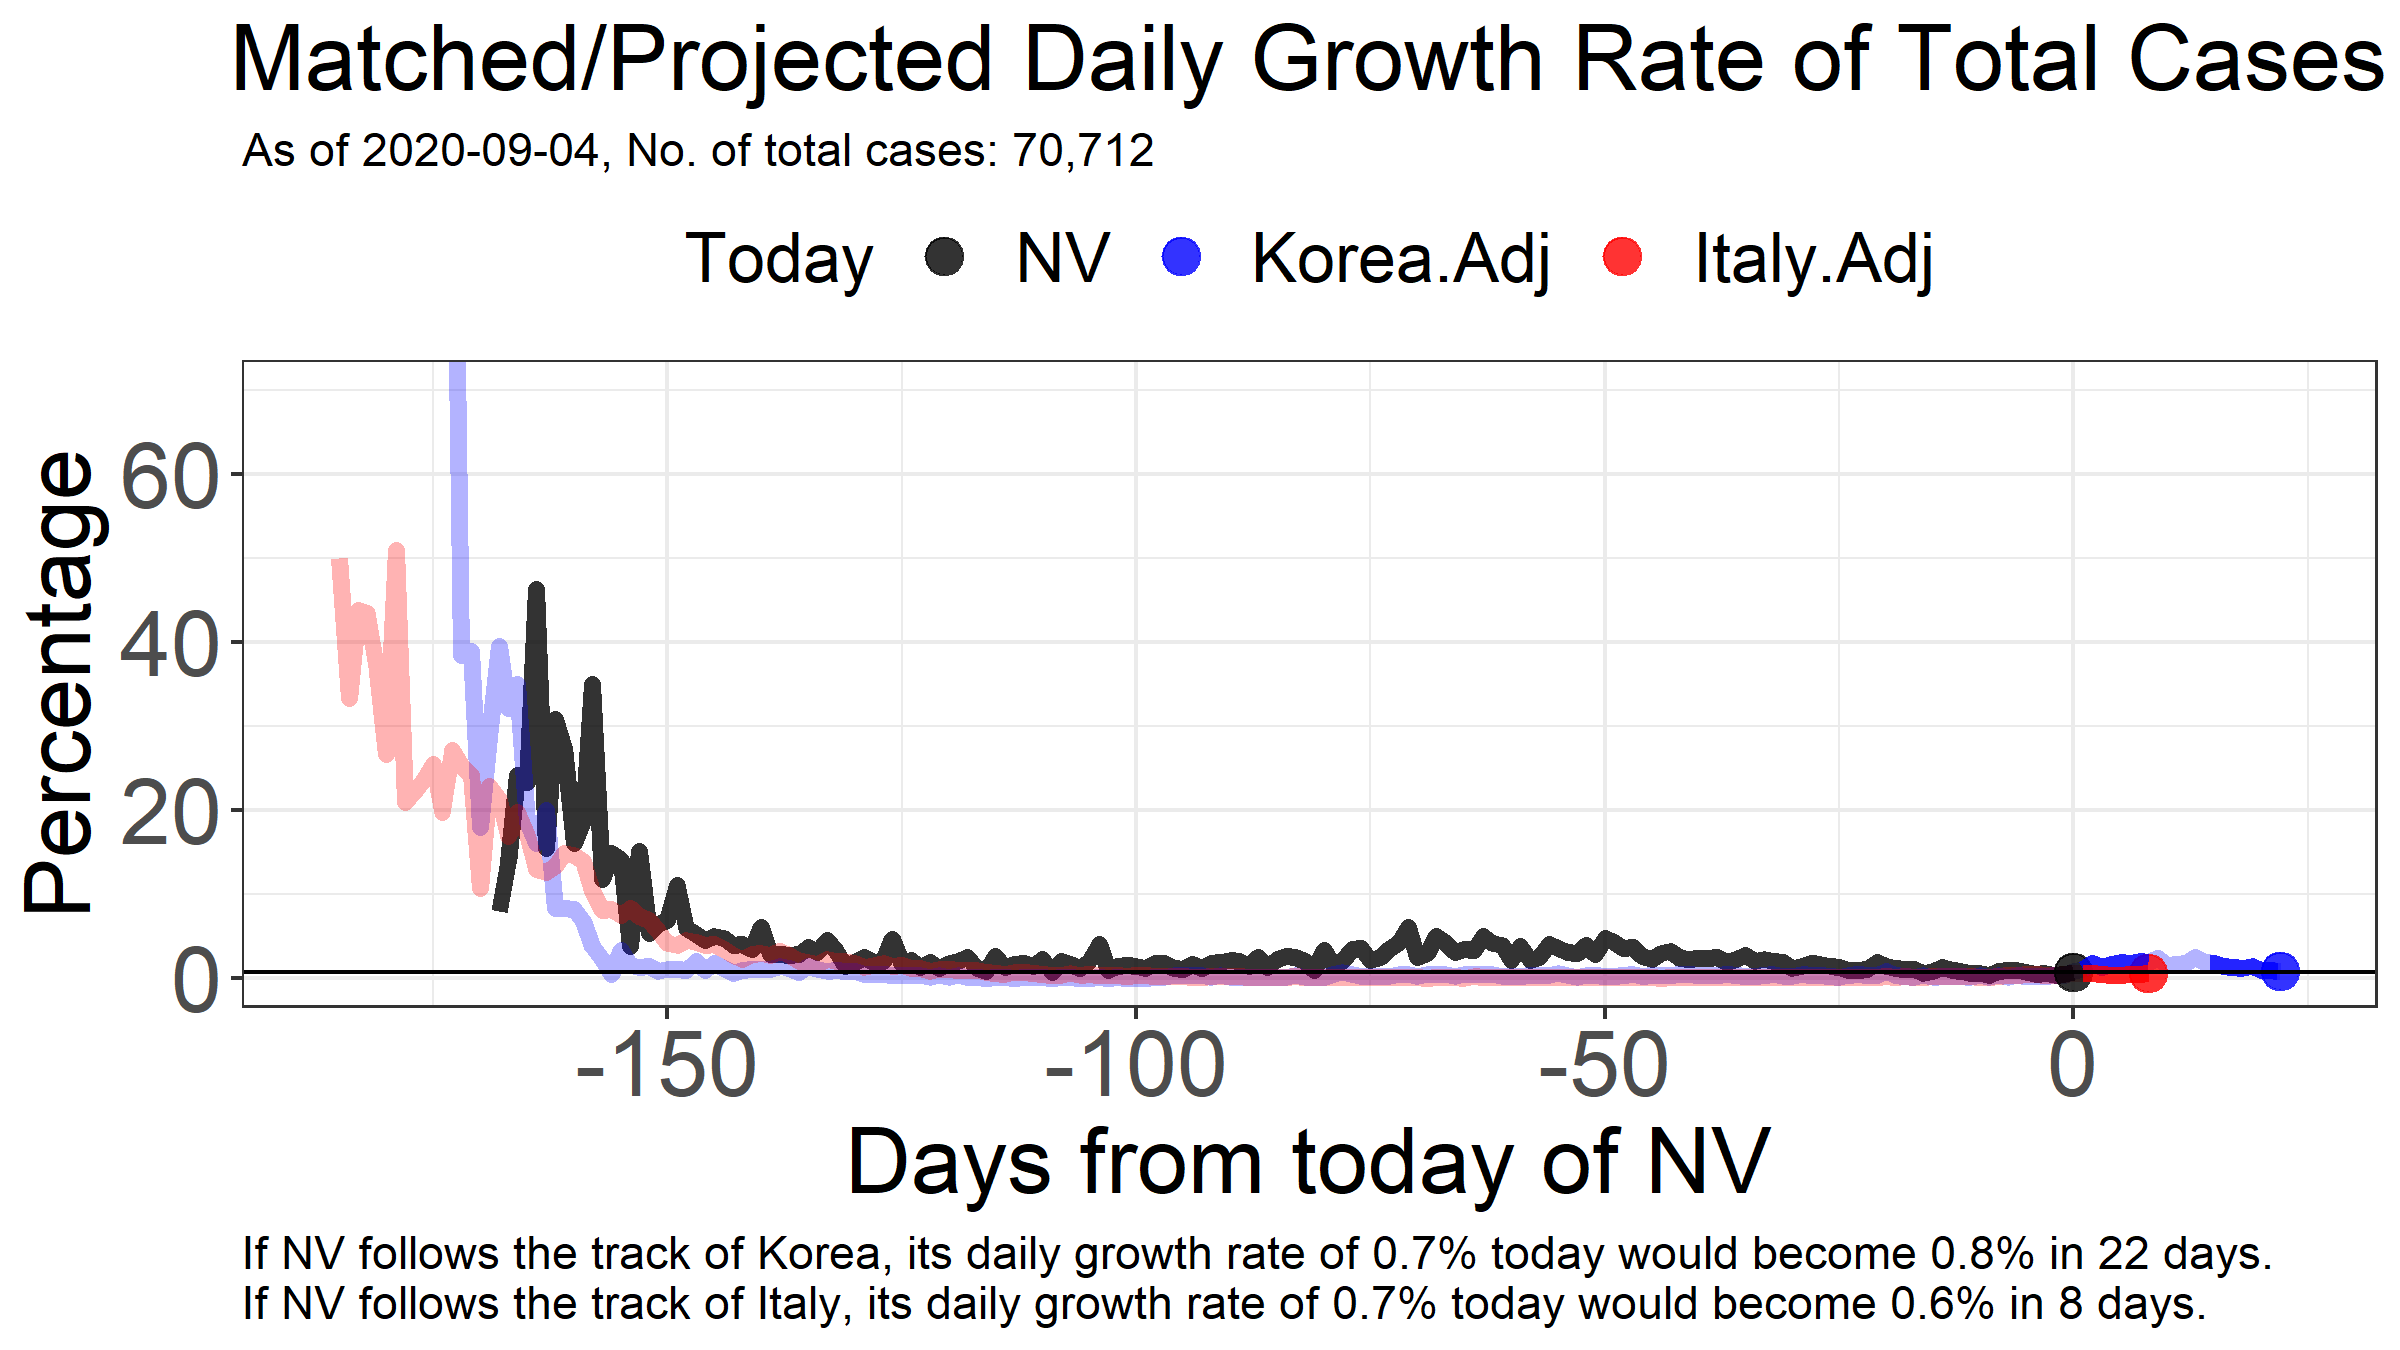 Matched/Projected Daily Growth Rate of Total Cases
As of 2020-09-04, No. of total cases: 70,712
Today NV Korea.Adj Italy.Adj
Percentage
60
40
20
0
-150 -100 -50 0
Days from today of NV
If NV follows the track of Korea, its daily growth rate of 0.7% today would become 0.8% in 22 days.
If NV follows the track of Italy, its daily growth rate of 0.7% today would become 0.6% in 8 days.